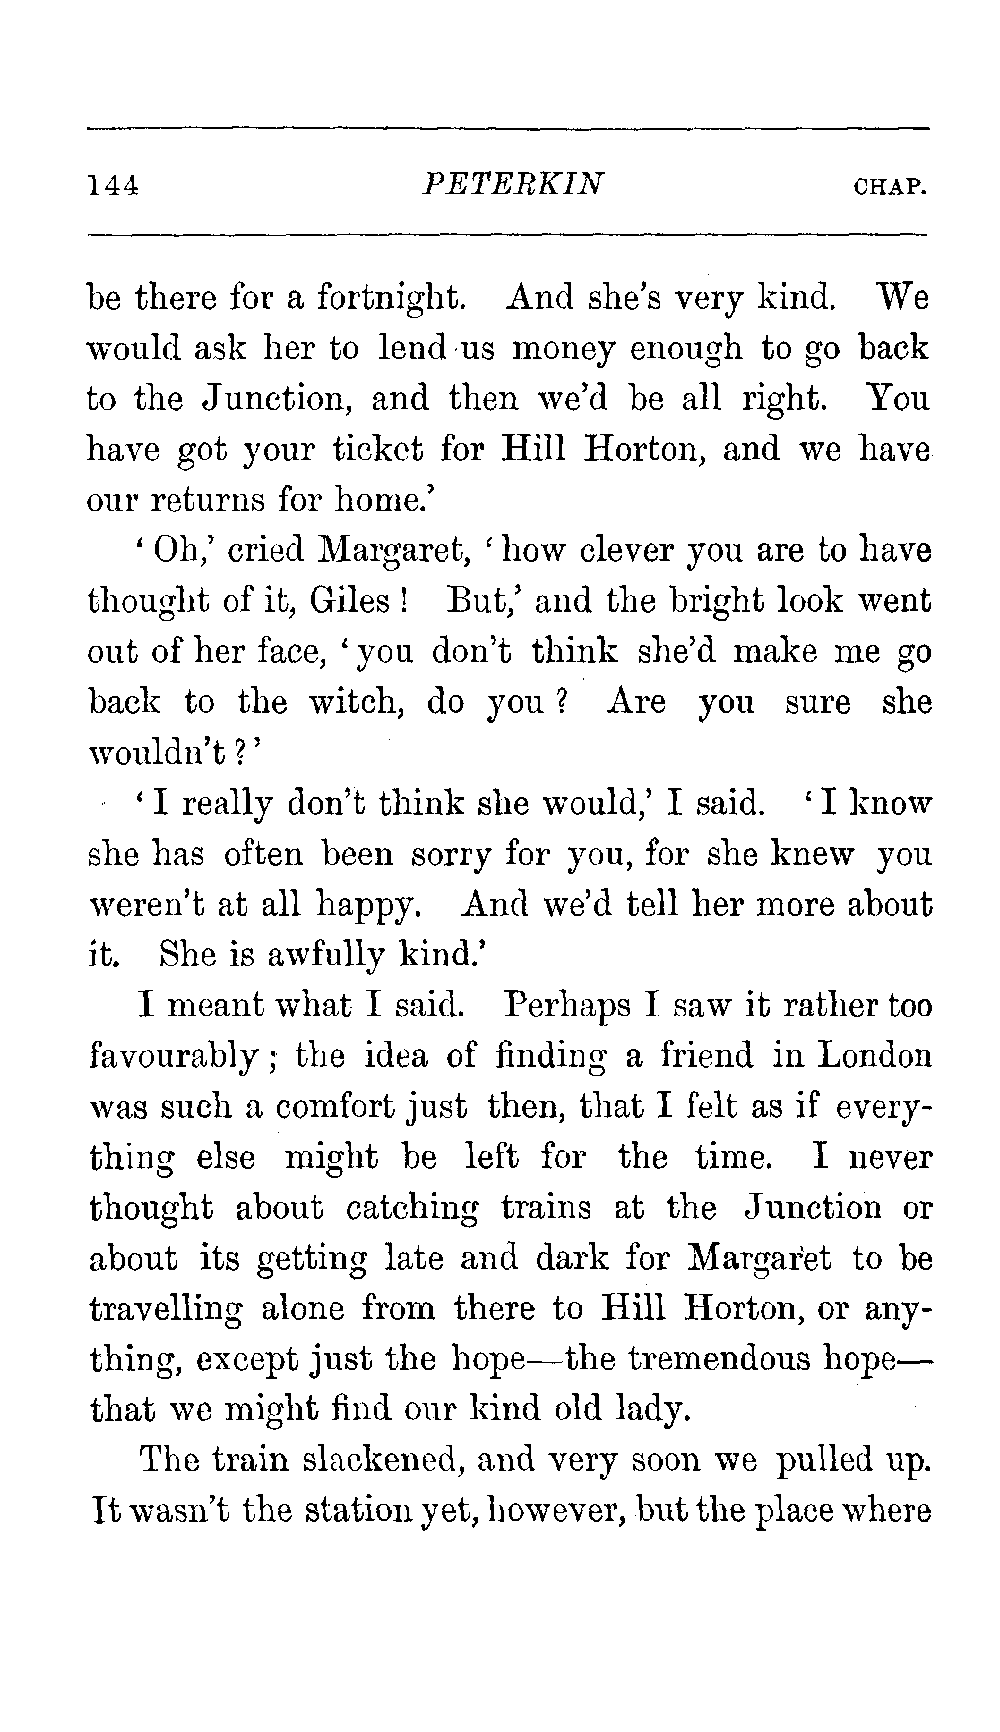 144 PETERKIN CHAP.
be there for a fortnight. And she's very kind. We
would ask her to lend us money enough to go back
to the Junction, and then we'd be all right. You
have got your ticket for Hill Horton, and we have
our returns for home.'
' Oh,' cried Margaret, ' how clever you are to have
thought of it, Giles ! But,' and the bright look went
out of her face, ' you don't think she'd make me go
back to the witch, do you ? Are you sure she
wouldn't ? '
' I really don't think she would,' I said. ' I know
she has often been sorry for you, for she knew you
weren't at all happy. And we'd tell her more about
it. She is awfully kind.'
I meant what I said. Perhaps I saw it rather too
favourably ; the idea of finding a friend in London
was such a comfort just then, that I felt as if every-
thing else might be left for the time. I never
thought about catching trains at the Junction or
about its getting late and dark for Margaret to be
travelling alone from there to Hill Horton, or any-
thing, except just the hope—the tremendous hope—
that we might find our kind old lady.
The train slackened, and very soon we pulled up.
It wasn't the station yet, however, but the place where